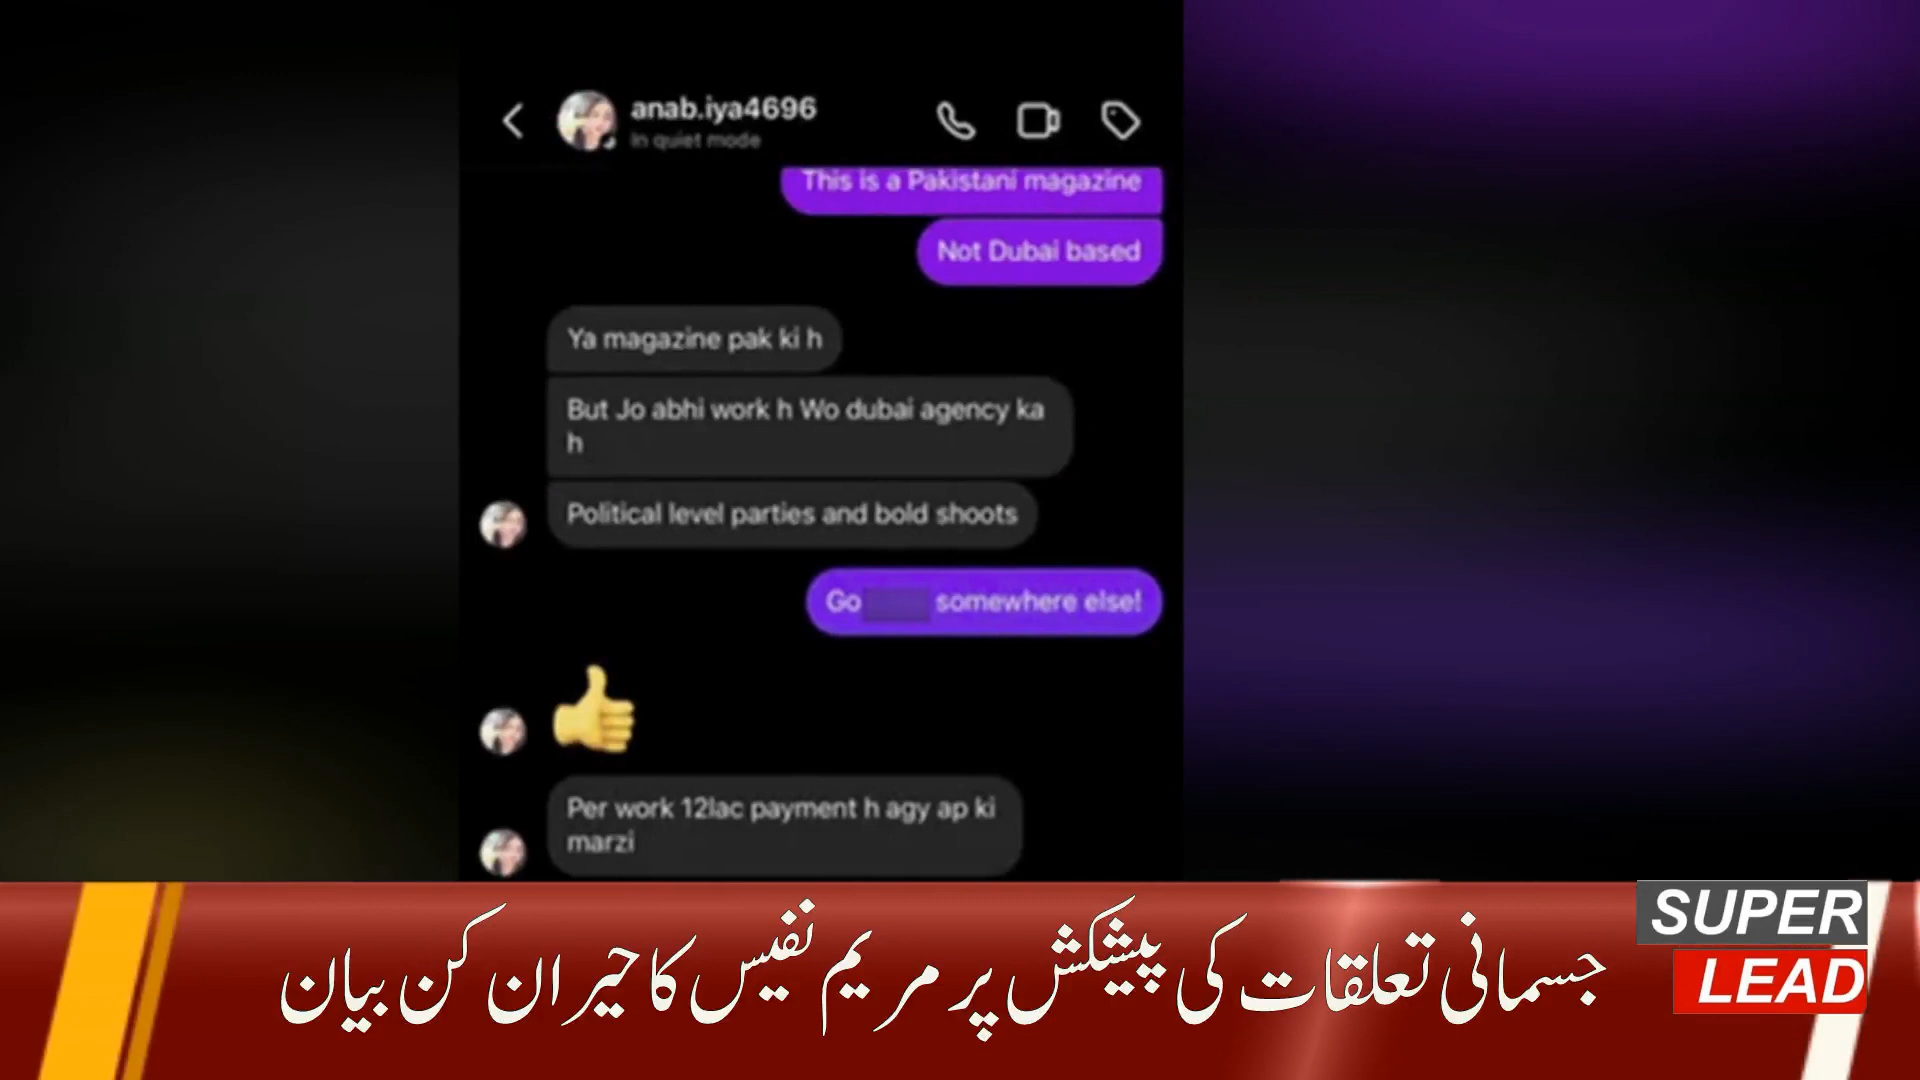 anab.iya4696
In quiet mode
This is a Pakistani magazine
Not Dubai based
Ya magazine pak ki h
But Jo abhi work h Wo dubai agency ka
h
Political level parties and bold shoots
Go somewhere else!
Per work 12lac payment h agy ap ki
marzi
SUPER
LEAD
جسمانی تعلقات کی پیشکش پر مریم نفیس کا حیران کن بیان